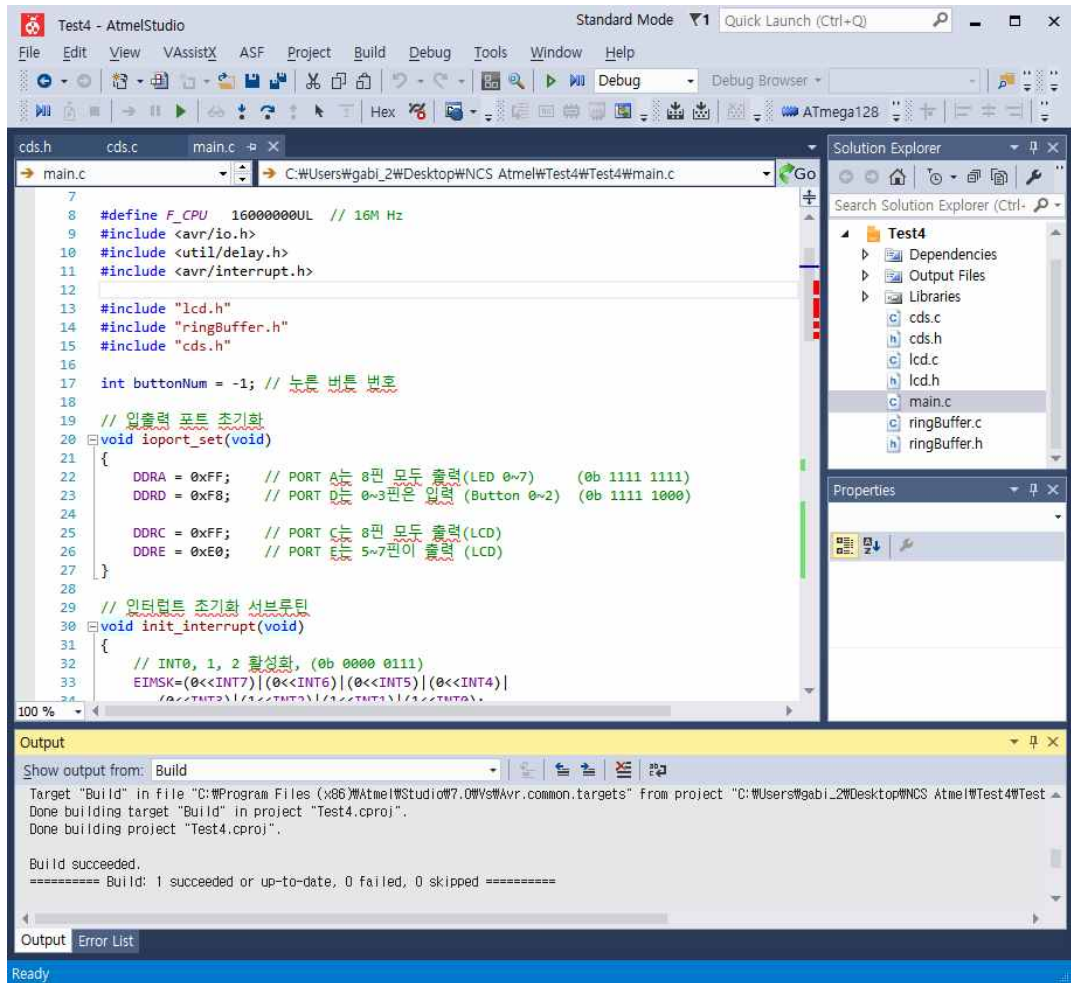 Test4 - AtmelStudio
Standard Mode
1
Quick Launch (Ctrl+Q)
File Edit View VAssistX ASF Project Build Debug Tools Window Help
Debug
Debug Browser
Hex
ATmega128
cds.h cds.c main.c
main.c
C:₩Users₩gabi_2₩Desktop₩NCS Atmel₩Test4₩Test4₩main.c
Go
7
8 #define F_CPU 16000000UL // 16M Hz
9 #include <avr/io.h>
10 #include <util/delay.h>
11 #include <avr/interrupt.h>
12
13 #include "lcd.h"
14 #include "ringBuffer.h"
15 #include "cds.h"
16
17 int buttonNum = -1; // 누른 버튼 번호
18
19 // 입출력 포트 초기화
20 void ioport_set(void)
21 {
22 DDRA = 0xFF; // PORT A는 8핀 모두 출력(LED 0~7) (0b 1111 1111)
23 DDRD = 0xF8; // PORT D는 0~3핀은 입력 (Button 0~2) (0b 1111 1000)
24
25 DDRC = 0xFF; // PORT C는 8핀 모두 출력(LCD)
26 DDRE = 0xE0; // PORT E는 5~7핀이 출력 (LCD)
27 }
28
29 // 인터럽트 초기화 서브루틴
30 void init_interrupt(void)
31 {
32 // INT0, 1, 2 활성화, (0b 0000 0111)
33 EIMSK=(0<<INT7)|(0<<INT6)|(0<<INT5)|(0<<INT4)|
34 (0<<INT3)|(1<<INT2)|(1<<INT1)|(1<<INT0);
100 %
Solution Explorer
Search Solution Explorer (Ctrl-
Test4
Dependencies
Output Files
Libraries
cds.c
cds.h
lcd.c
lcd.h
main.c
ringBuffer.c
ringBuffer.h
Properties
Output
Show output from: Build
Target "Build" in file "C:₩Program Files (x86)₩Atmel₩Studio₩7.0₩Vs₩Avr.common.targets" from project "C:₩Users₩gabi_2₩Desktop₩NCS Atmel₩Test4₩Test
Done building target "Build" in project "Test4.cproj".
Done building project "Test4.cproj".
Build succeeded.
========== Build: 1 succeeded or up-to-date, 0 failed, 0 skipped ==========
Output Error List
Ready